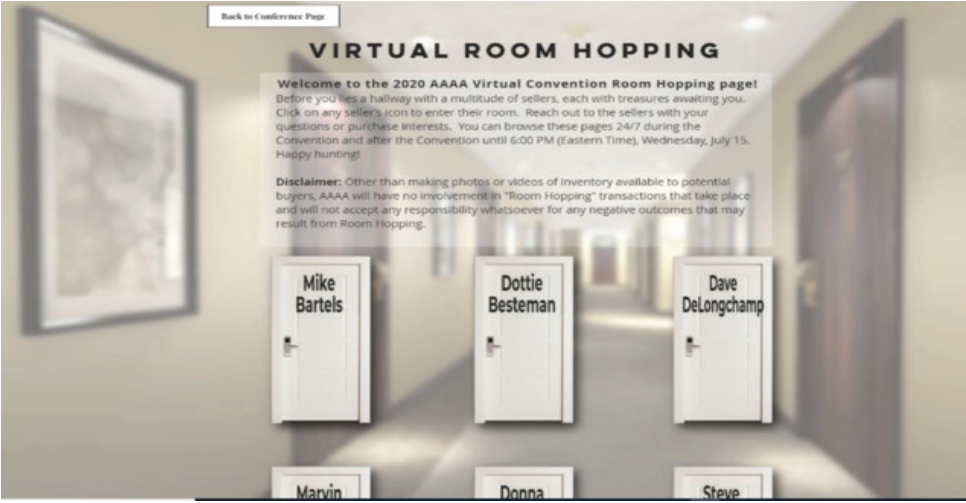 Back to Conference Page
VIRTUAL ROOM HOPPING
Welcome to the 2020 AAAA Virtual Convention Room Hopping page!
Before you lies a hallway with a multitude of sellers, each with treasures awaiting you.
Click on any seller's icon to enter their room. Reach out to the sellers with your
questions or purchase interests. You can browse these pages 24/7 during the
Convention and after the Convention until 6:00 PM (Eastern Time), Wednesday, July 15.
Happy hunting!
Disclaimer: Other than making photos or videos of inventory available to potential
buyers, AAAA will have no involvement in "Room Hopping" transactions that take place
and will not accept any responsibility whatsoever for any negative outcomes that may
result from Room Hopping.
Mike
Bartels
Dottie
Besteman
Dave
DeLongchamp
Marvin
Donna
Steve